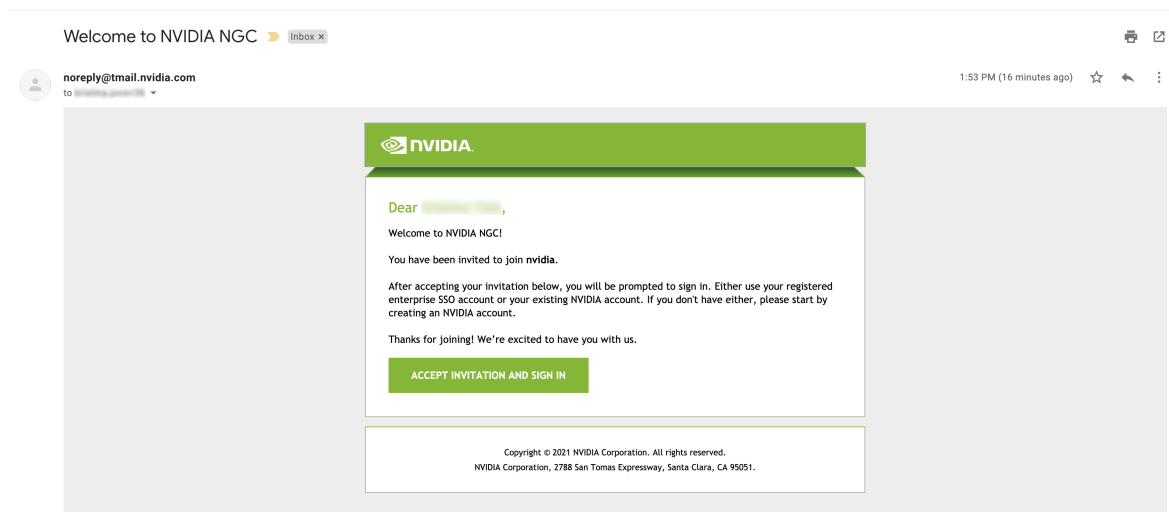 Welcome to NVIDIA NGC
Inbox ×
noreply@tmail.nvidia.com
1:53 PM (16 minutes ago)
to
NVIDIA.
Dear ,
Welcome to NVIDIA NGC!
You have been invited to join nvidia.
After accepting your invitation below, you will be prompted to sign in. Either use your registered
enterprise SSO account or your existing NVIDIA account. If you don't have either, please start by
creating an NVIDIA account.
Thanks for joining! We're excited to have you with us.
ACCEPT INVITATION AND SIGN IN
Copyright © 2021 NVIDIA Corporation. All rights reserved.
NVIDIA Corporation, 2788 San Tomas Expressway, Santa Clara, CA 95051.